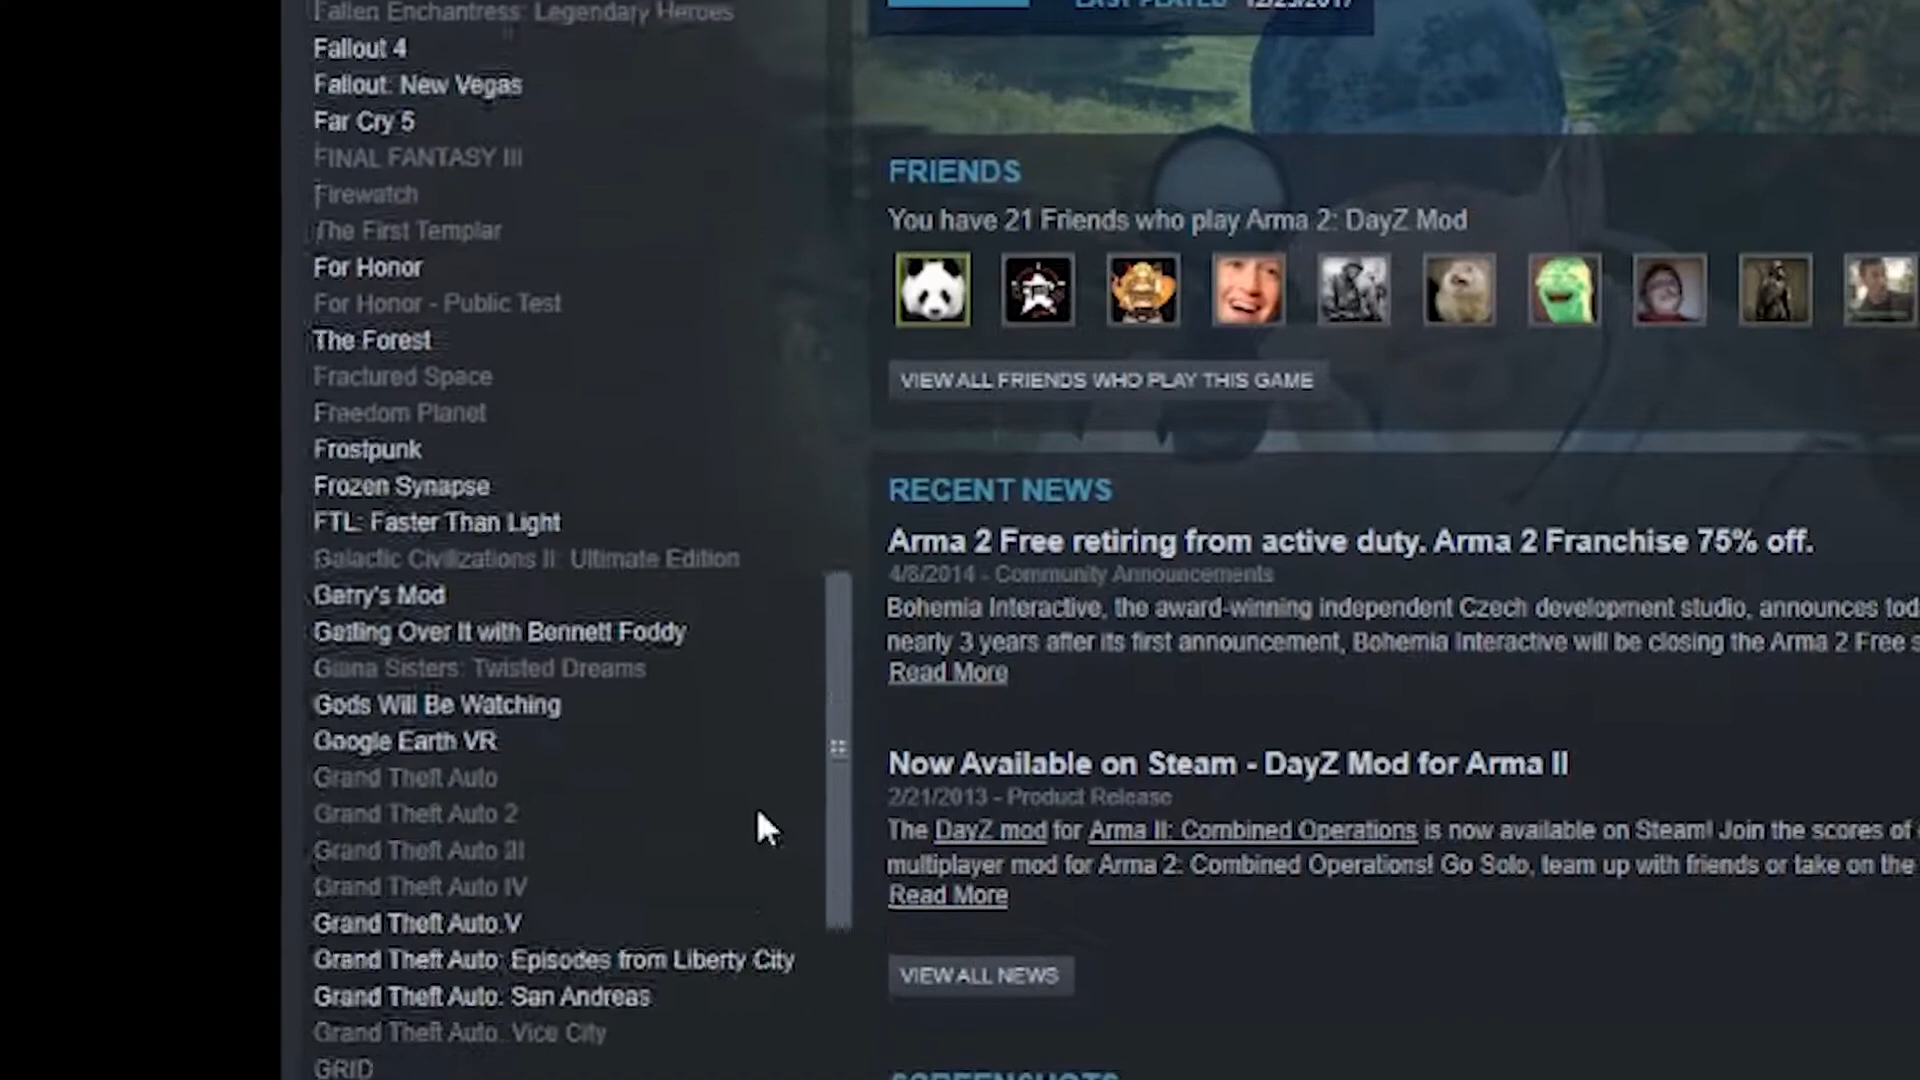 Fallen Enchantress: Legendary Heroes
Fallout 4
Fallout: New Vegas
Far Cry 5
FINAL FANTASY III
Firewatch
The First Templar
For Honor
For Honor - Public Test
The Forest
Fractured Space
Freedom Planet
Frostpunk
Frozen Synapse
FTL: Faster Than Light
Galactic Civilizations II: Ultimate Edition
Garry's Mod
Getting Over It with Bennett Foddy
Giana Sisters: Twisted Dreams
Gods Will Be Watching
Google Earth VR
Grand Theft Auto
Grand Theft Auto 2
Grand Theft Auto III
Grand Theft Auto IV
Grand Theft Auto V
Grand Theft Auto: Episodes from Liberty City
Grand Theft Auto: San Andreas
Grand Theft Auto: Vice City
GRID
LAST PLAYED 12/23/2017
FRIENDS
You have 21 Friends who play Arma 2: DayZ Mod
VIEW ALL FRIENDS WHO PLAY THIS GAME
RECENT NEWS
Arma 2 Free retiring from active duty. Arma 2 Franchise 75% off.
4/8/2014 - Community Announcements
Bohemia Interactive, the award-winning independent Czech development studio, announces tod
nearly 3 years after its first announcement, Bohemia Interactive will be closing the Arma 2 Free s
Read More
Now Available on Steam - DayZ Mod for Arma II
2/21/2013 - Product Release
The DayZ mod for Arma II: Combined Operations is now available on Steam! Join the scores of
multiplayer mod for Arma 2: Combined Operations! Go Solo, team up with friends or take on the
Read More
VIEW ALL NEWS
SCREENSHOTS